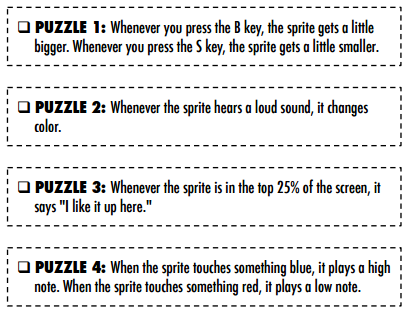 ❑ PUZZLE 1: Whenever you press the B key, the sprite gets a little
bigger. Whenever you press the S key, the sprite gets a little smaller.
❑ PUZZLE 2: Whenever the sprite hears a loud sound, it changes
color.
❑ PUZZLE 3: Whenever the sprite is in the top 25% of the screen, it
says "I like it up here."
❑ PUZZLE 4: When the sprite touches something blue, it plays a high
note. When the sprite touches something red, it plays a low note.